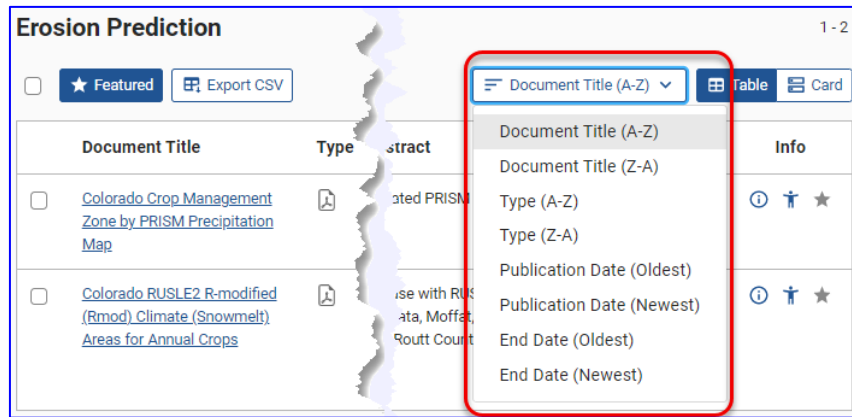 Erosion Prediction
1 - 2
Featured
Export CSV
Document Title (A-Z)
Table
Card
Document Title
Type
stract
Info
Colorado Crop Management
Zone by PRISM Precipitation
Map
ated PRISM
Colorado RUSLE2 R-modified
(Rmod) Climate (Snowmelt)
Areas for Annual Crops
se with RUS
ata, Moffat,
Routt Count
Document Title (A-Z)
Document Title (Z-A)
Type (A-Z)
Type (Z-A)
Publication Date (Oldest)
Publication Date (Newest)
End Date (Oldest)
End Date (Newest)